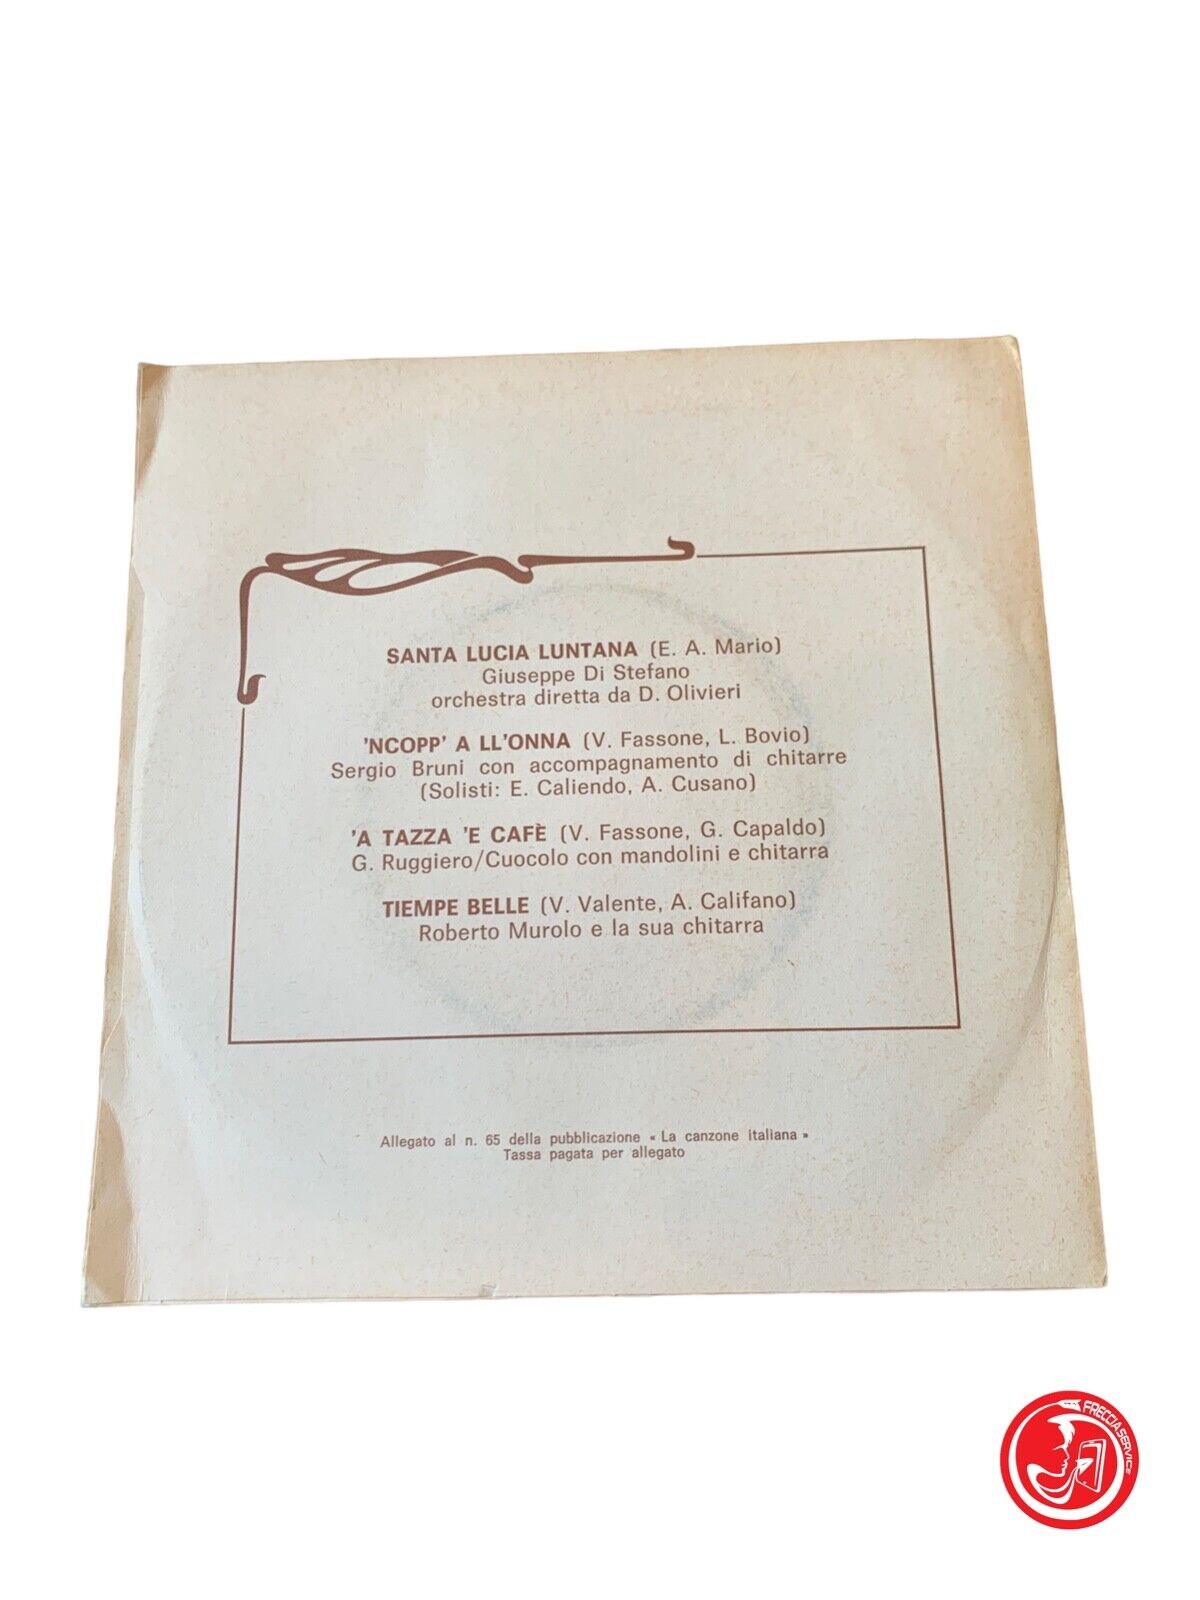 SANTA LUCIA LUNTANA (E. A. Mario)
Giuseppe Di Stefano
orchestra diretta da D. Olivieri
'NCOPP' A LL'ONNA (V. Fassone, L. Bovio)
Sergio Bruni con accompagnamento di chitarre
(Solisti: E. Caliendo, A. Cusano)
'A TAZZA 'E CAFÈ (V. Fassone, G. Capaldo)
G. Ruggiero/Cuocolo con mandolini e chitarra
TIEMPE BELLE (V. Valente, A. Califano)
Roberto Murolo e la sua chitarra
Allegato al n. 65 della pubblicazione « La canzone italiana »
Tassa pagata per allegato
FRECCIA SERVICE